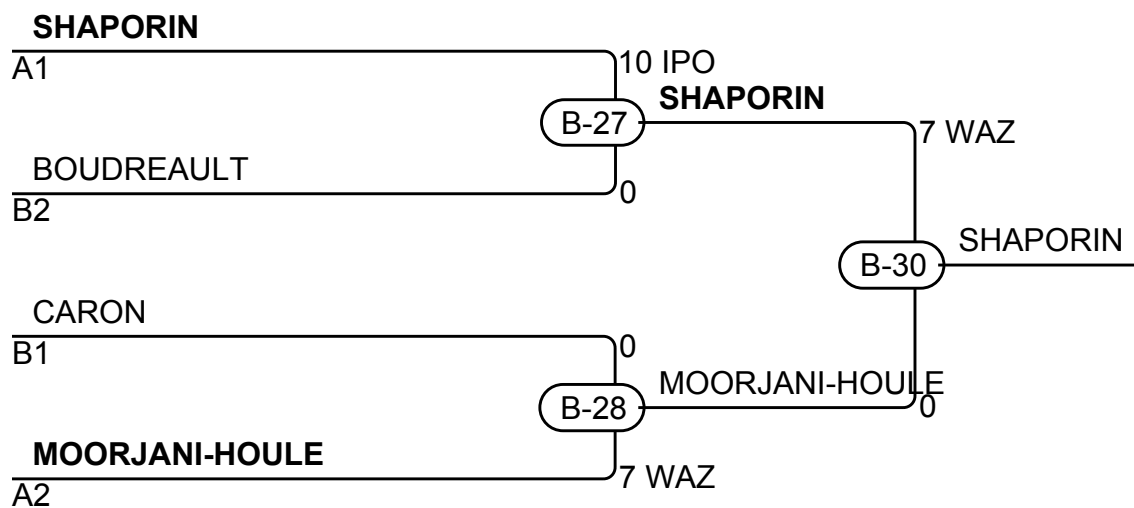 SHAPORIN
A1
10 IPO
SHAPORIN
B-27
7 WAZ
BOUDREAULT
B2
0
SHAPORIN
B-30
CARON
B1
0
MOORJANI-HOULE
B-28
0
MOORJANI-HOULE
A2
7 WAZ